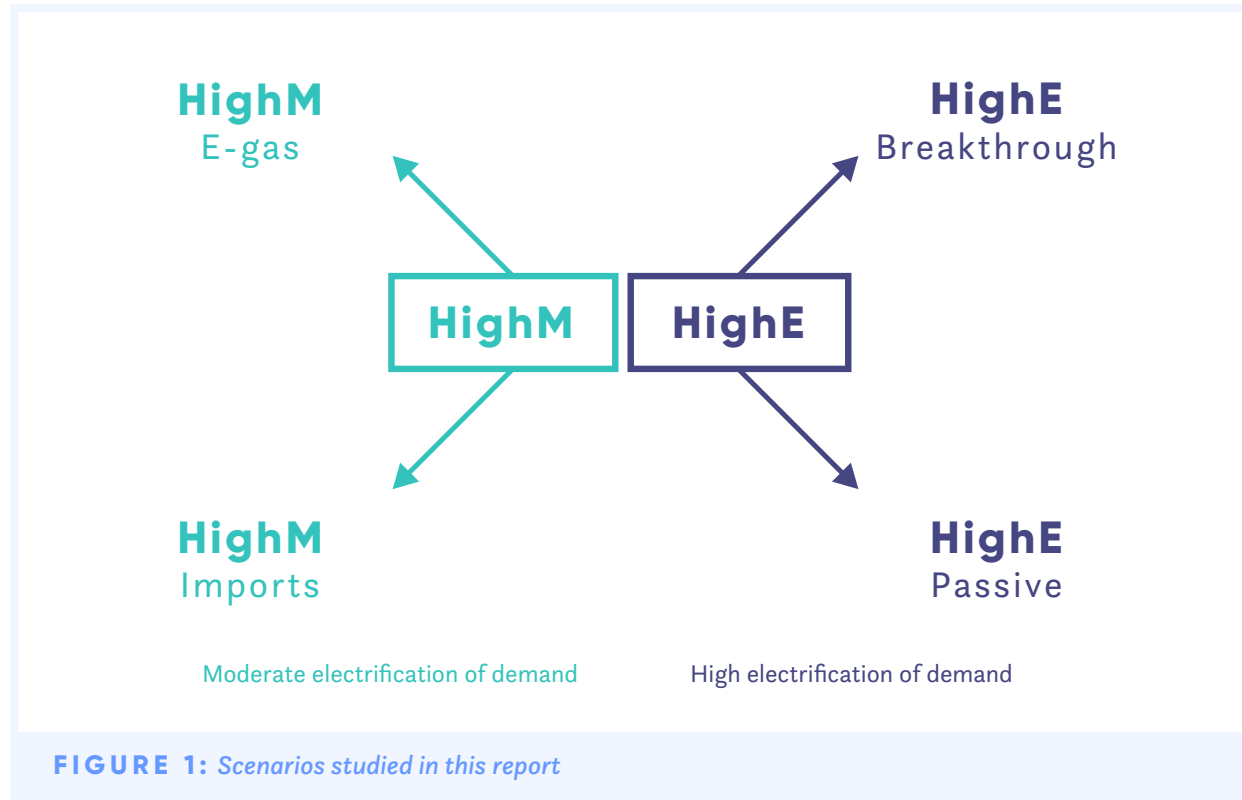 HighM
E-gas
HighE
Breakthrough
HighM
HighE
HighM
Imports
HighE
Passive
Moderate electrification of demand
High electrification of demand
FIGURE 1: Scenarios studied in this report